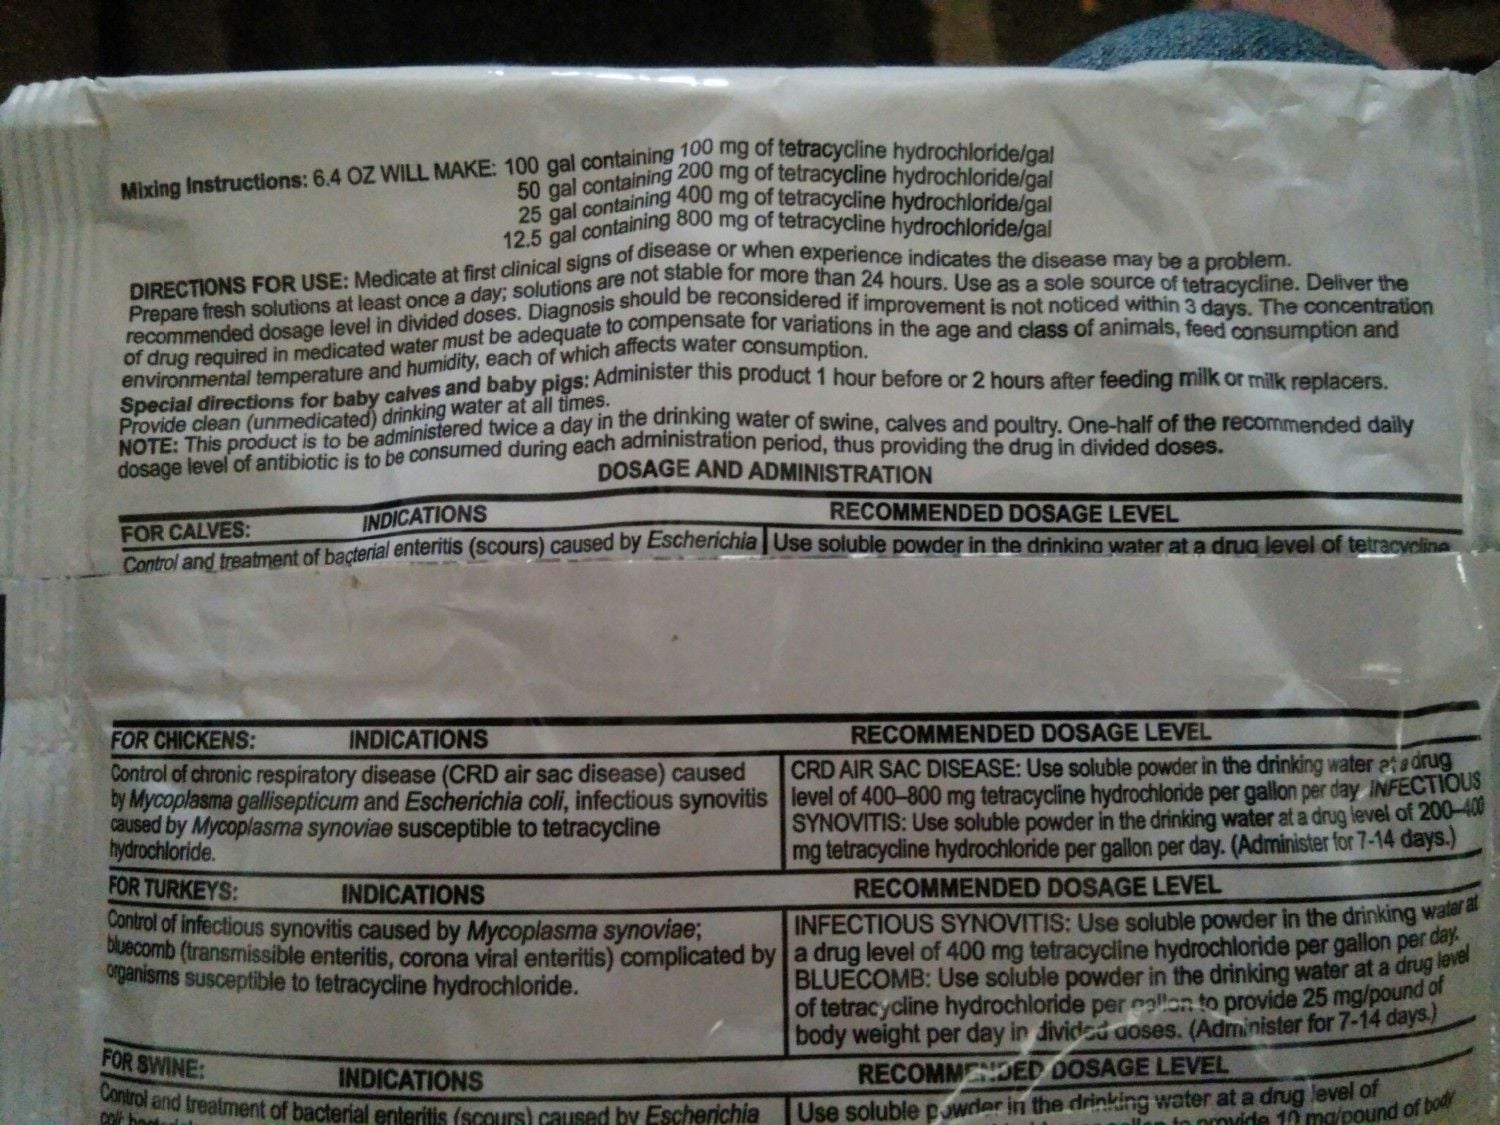 Mixing Instructions: 6.4 OZ WILL MAKE: 100 gal containing 100 mg of tetracycline hydrochloride/gal
50 gal containing 200 mg of tetracycline hydrochloride/gal
25 gal containing 400 mg of tetracycline hydrochloride/gal
12.5 gal containing 800 mg of tetracycline hydrochloride/gal
DIRECTIONS FOR USE: Medicate at first clinical signs of disease or when experience indicates the disease may be a problem.
Prepare fresh solutions at least once a day; solutions are not stable for more than 24 hours. Use as a sole source of tetracycline. Deliver the
recommended dosage level in divided doses. Diagnosis should be reconsidered if improvement is not noticed within 3 days. The concentration
of drug required in medicated water must be adequate to compensate for variations in the age and class of animals, feed consumption and
environmental temperature and humidity, each of which affects water consumption.
Special directions for baby calves and baby pigs: Administer this product 1 hour before or 2 hours after feeding milk or milk replacers.
Provide clean (unmedicated) drinking water at all times.
NOTE: This product is to be administered twice a day in the drinking water of swine, calves and poultry. One-half of the recommended daily
dosage level of antibiotic is to be consumed during each administration period, thus providing the drug in divided doses.
DOSAGE AND ADMINISTRATION
FOR CALVES: INDICATIONS RECOMMENDED DOSAGE LEVEL
Control and treatment of bacterial enteritis (scours) caused by Escherichia Use soluble powder in the drinking water at a drug level of tetracycline
FOR CHICKENS: INDICATIONS RECOMMENDED DOSAGE LEVEL
Control of chronic respiratory disease (CRD air sac disease) caused
by Mycoplasma gallisepticum and Escherichia coli, infectious synovitis
caused by Mycoplasma synoviae susceptible to tetracycline
hydrochloride.
CRD AIR SAC DISEASE: Use soluble powder in the drinking water at a drug
level of 400–800 mg tetracycline hydrochloride per gallon per day. INFECTIOUS
SYNOVITIS: Use soluble powder in the drinking water at a drug level of 200–400
mg tetracycline hydrochloride per gallon per day. (Administer for 7-14 days.)
FOR TURKEYS: INDICATIONS RECOMMENDED DOSAGE LEVEL
Control of infectious synovitis caused by Mycoplasma synoviae;
bluecomb (transmissible enteritis, corona viral enteritis) complicated by
organisms susceptible to tetracycline hydrochloride.
INFECTIOUS SYNOVITIS: Use soluble powder in the drinking water at
a drug level of 400 mg tetracycline hydrochloride per gallon per day.
BLUECOMB: Use soluble powder in the drinking water at a drug level
of tetracycline hydrochloride per gallon to provide 25 mg/pound of
body weight per day in divided doses. (Administer for 7-14 days.)
FOR SWINE: INDICATIONS RECOMMENDED DOSAGE LEVEL
Control and treatment of bacterial enteritis (scours) caused by Escherichia
coli
Use soluble powder in the drinking water at a drug level of
to provide 10 mg/pound of body